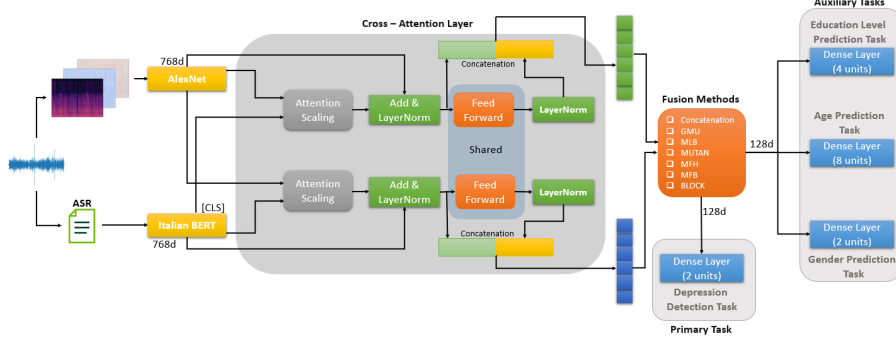 Auxiliary Tasks
Cross – Attention Layer
Education Level
Prediction Task
Dense Layer
(4 units)
768d
AlexNet
Concatenation
Attention
Scaling
Add &
LayerNorm
Feed
Forward
LayerNorm
Shared
Fusion Methods
Concatenation
GMU
MLB
MUTAN
MFH
MFB
BLOCK
128d
128d
Age Prediction
Task
Dense Layer
(8 units)
Attention
Scaling
Add &
LayerNorm
Feed
Forward
LayerNorm
ASR
[CLS]
Italian BERT
768d
Concatenation
Dense Layer
(2 units)
Gender Prediction
Task
Dense Layer
(2 units)
Depression
Detection Task
Primary Task